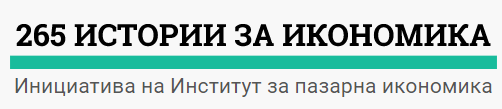 265 ИСТОРИИ ЗА ИКОНОМИКА
Инициатива на Институт за пазарна икономика